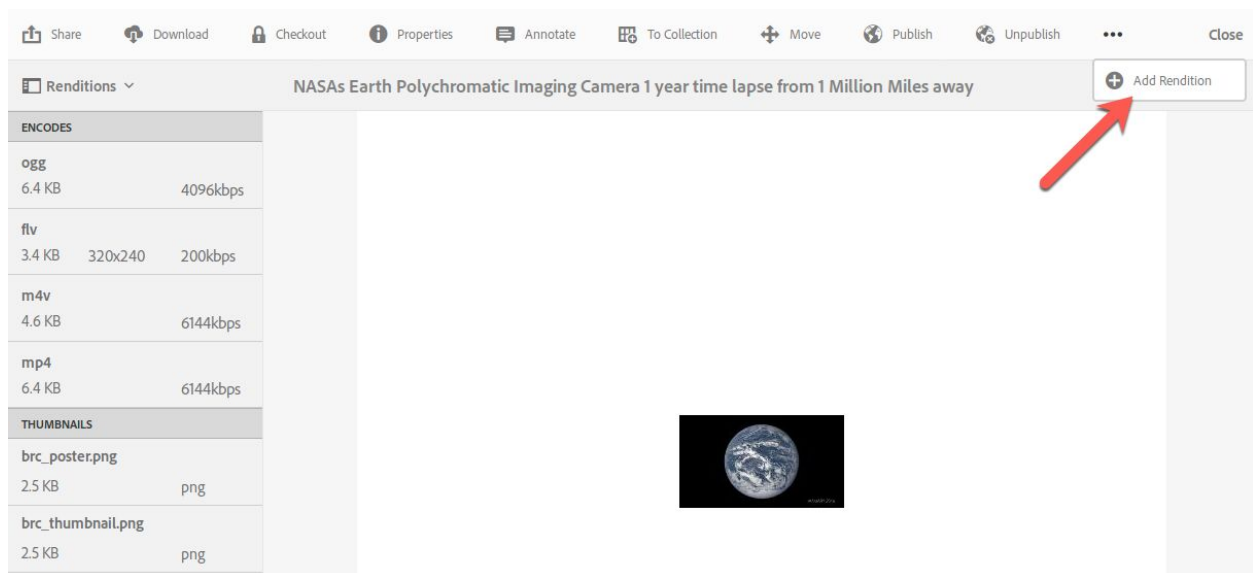 Share Download Checkout Properties Annotate To Collection Move Publish Unpublish ••• Close
Renditions NASAs Earth Polychromatic Imaging Camera 1 year time lapse from 1 Million Miles away
Add Rendition
ENCODES
ogg
6.4 KB 4096kbps
flv
3.4 KB 320x240 200kbps
m4v
4.6 KB 6144kbps
mp4
6.4 KB 6144kbps
THUMBNAILS
brc_poster.png
2.5 KB png
brc_thumbnail.png
2.5 KB png